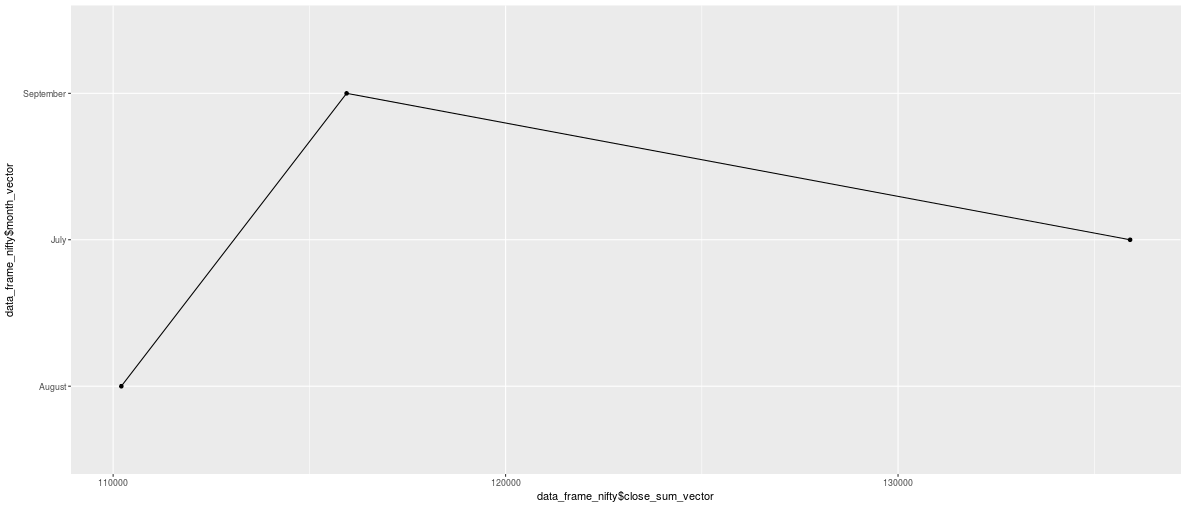 September
July
August
data_frame_nifty$month_vector
110000
120000
130000
data_frame_nifty$close_sum_vector